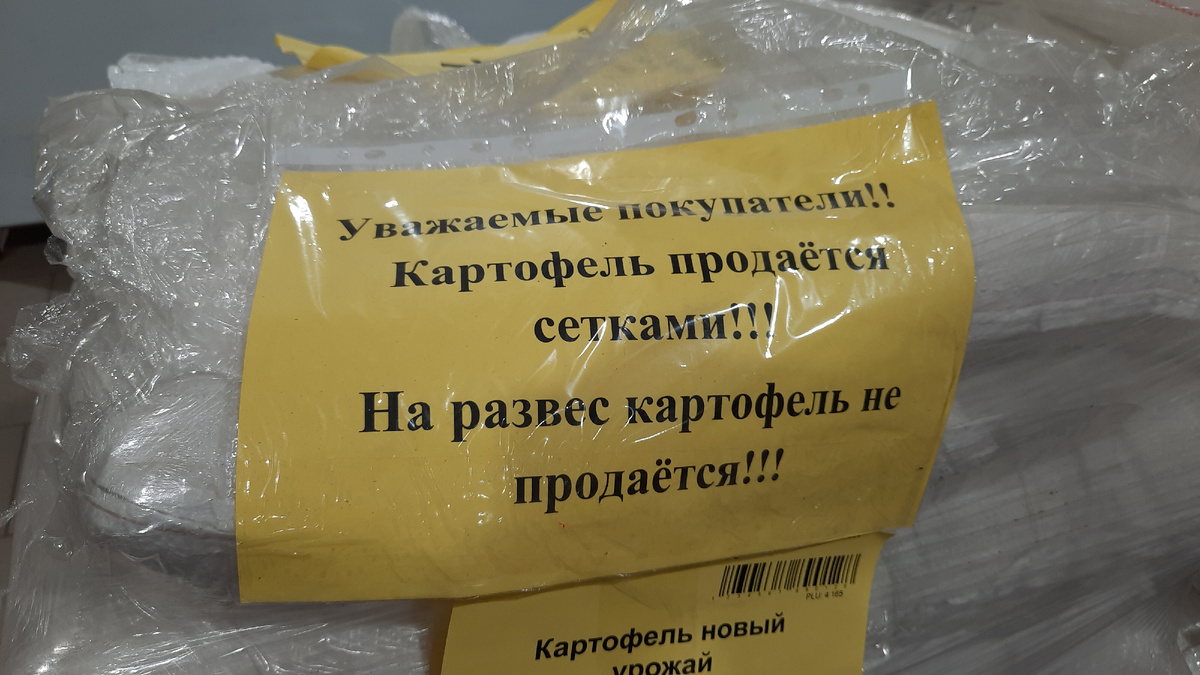 Уважаемые покупатели!!
Картофель продаётся
сетками!!!
На развес картофель не
продаётся!!!
PLU: 4 165
Картофель новый
урожай